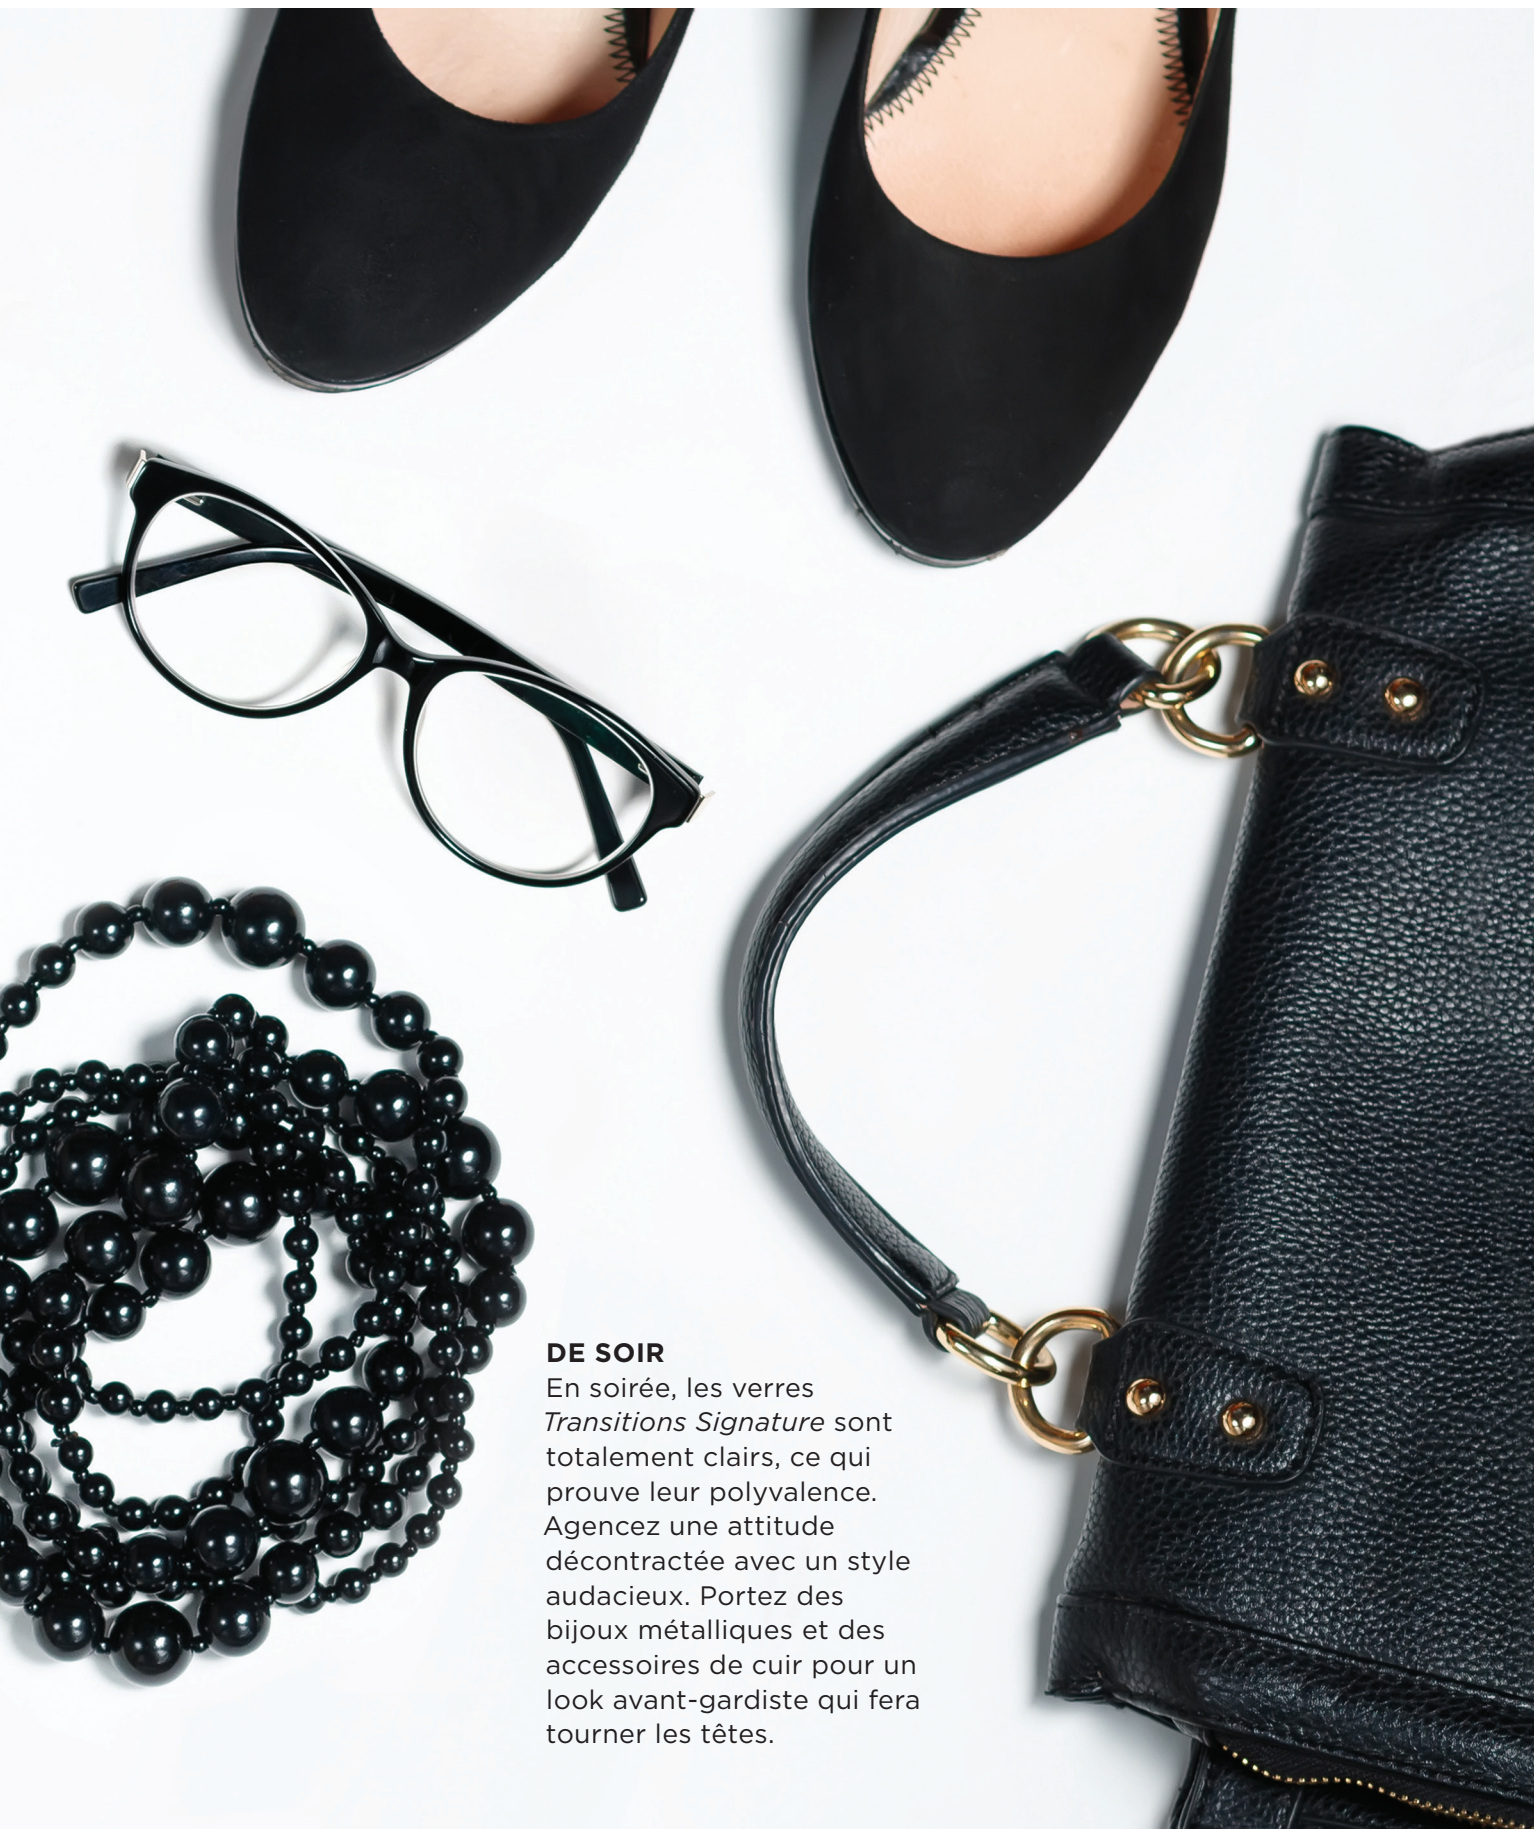 DE SOIR
En soirée, les verres
Transitions Signature sont
totalement clairs, ce qui
prouve leur polyvalence.
Agencez une attitude
décontractée avec un style
audacieux. Portez des
bijoux métalliques et des
accessoires de cuir pour un
look avant-gardiste qui fera
tourner les têtes.